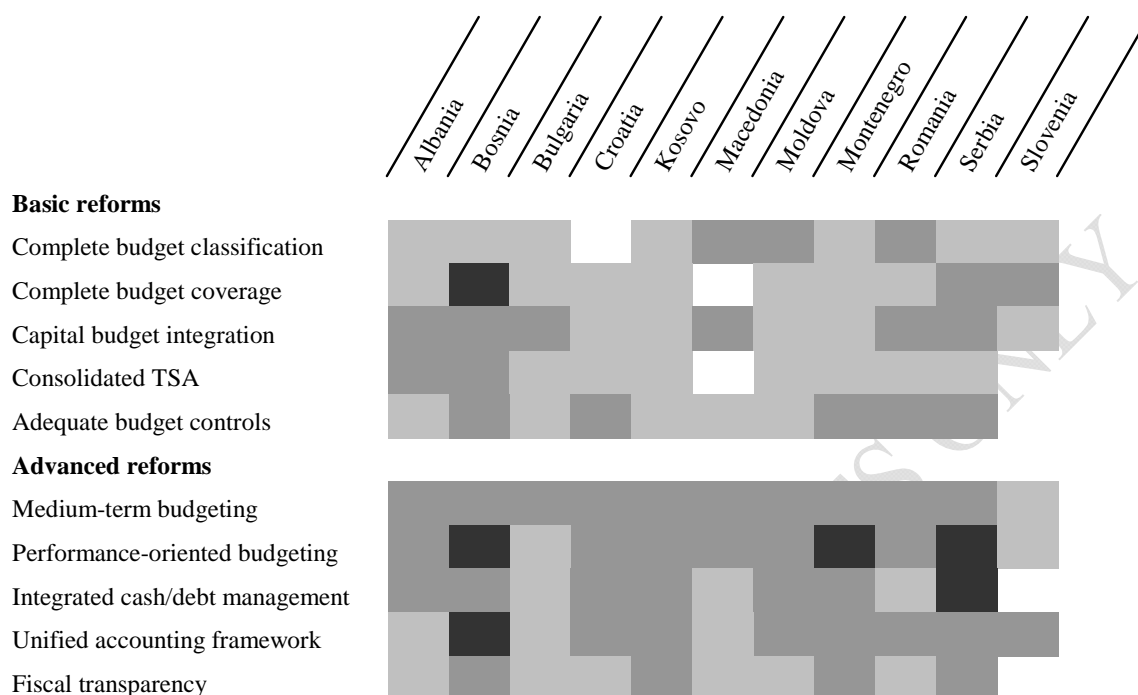 Albania
Bosnia
Bulgaria
Croatia
Kosovo
Macedonia
Moldova
Montenegro
Romania
Serbia
Slovenia
Basic reforms
Complete budget classification
Complete budget coverage
Capital budget integration
Consolidated TSA
Adequate budget controls
Advanced reforms
Medium-term budgeting
Performance-oriented budgeting
Integrated cash/debt management
Unified accounting framework
Fiscal transparency
ONLY